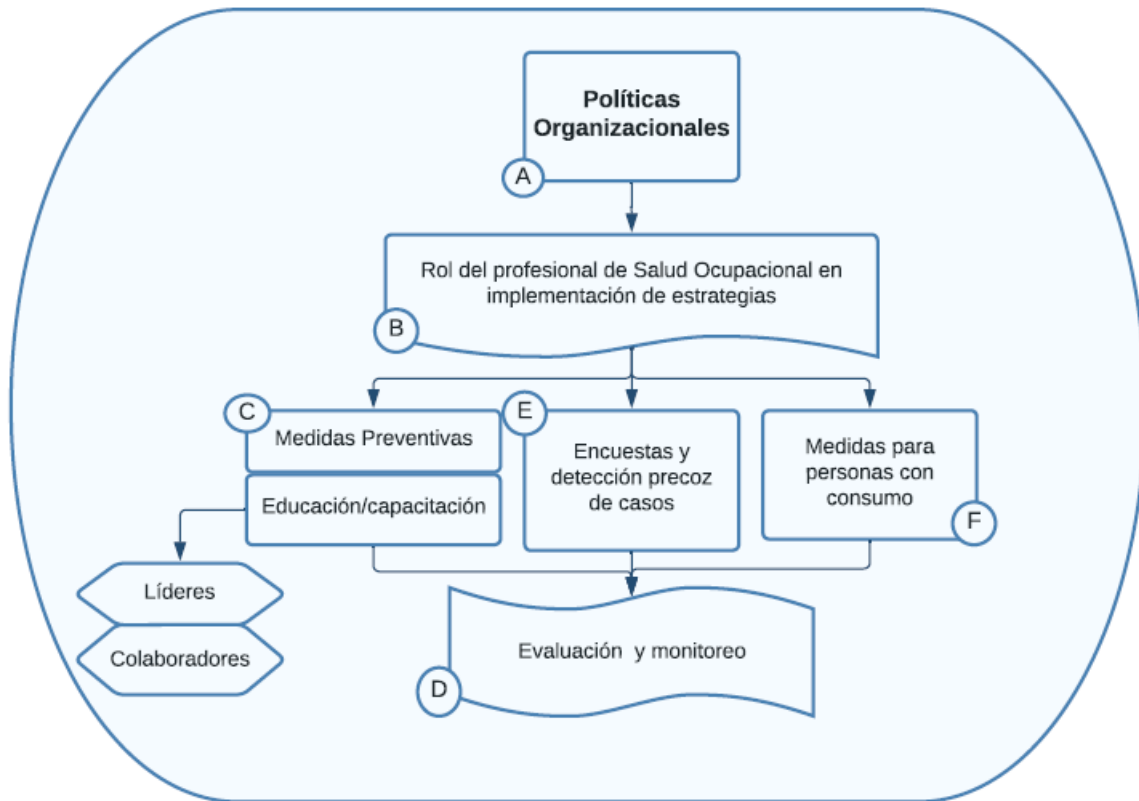 Políticas
Organizacionales
A
Rol del profesional de Salud Ocupacional en
implementación de estrategias
B
C
Medidas Preventivas
Educación/capacitación
E
Encuestas y
detección precoz
de casos
Medidas para
personas con
consumo
F
Líderes
Colaboradores
Evaluación y monitoreo
D